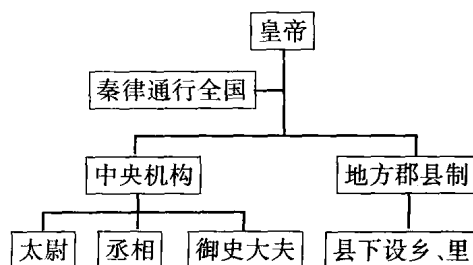 皇帝
秦律通行全国
中央机构
地方郡县制
太尉
丞相
御史大夫
县下设乡、里